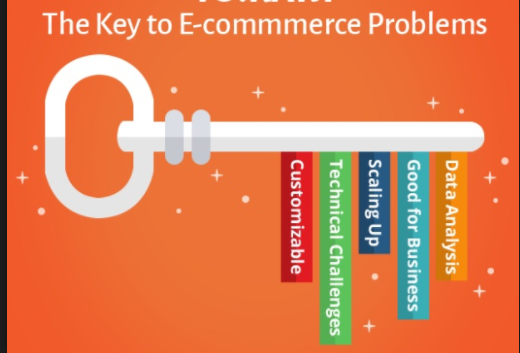 The Key to E-commmerce Problems
Customizable
Technical Challenges
Scaling Up
Good for Business
Data Analysis